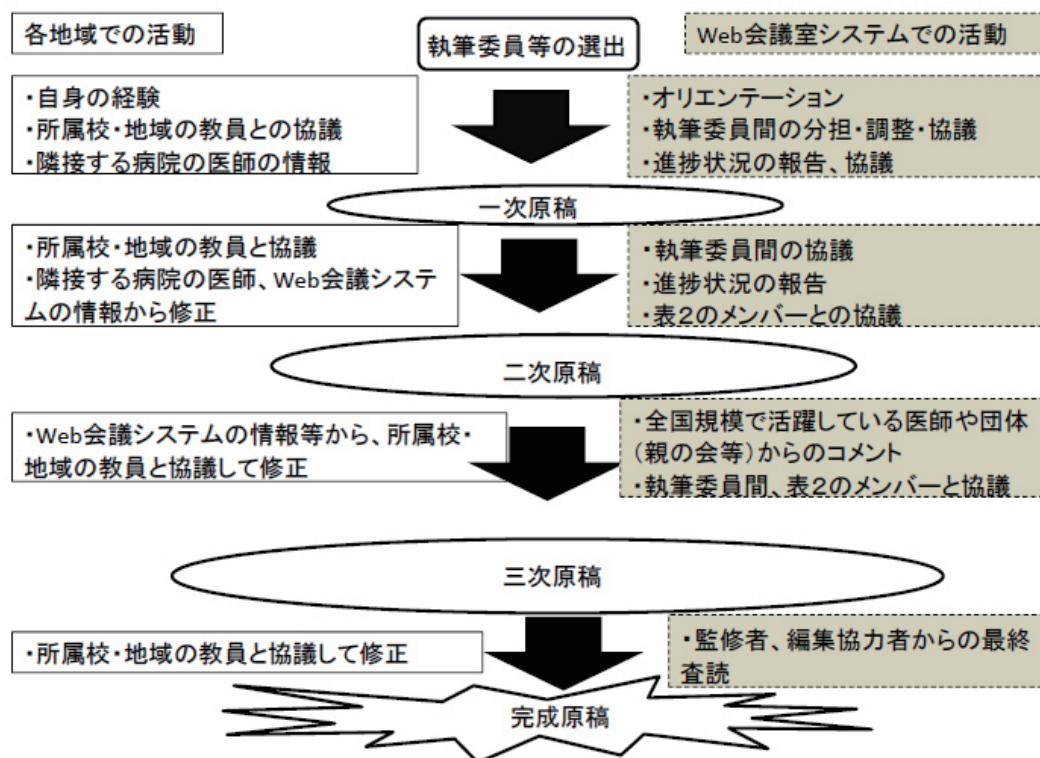 各地域での活動
執筆委員等の選出
Web会議室システムでの活動
・自身の経験
・所属校・地域の教員との協議
・隣接する病院の医師の情報
・オリエンテーション
・執筆委員間の分担・調整・協議
・進捗状況の報告、協議
一次原稿
・所属校・地域の教員と協議
・隣接する病院の医師、Web会議システ
ムの情報から修正
・執筆委員間の協議
・進捗状況の報告
・表2のメンバーとの協議
二次原稿
・Web会議システムの情報等から、所属校・
地域の教員と協議して修正
・全国規模で活躍している医師や団体
(親の会等)からのコメント
・執筆委員間、表2のメンバーと協議
三次原稿
・所属校・地域の教員と協議して修正
・監修者、編集協力者からの最終
査読
完成原稿